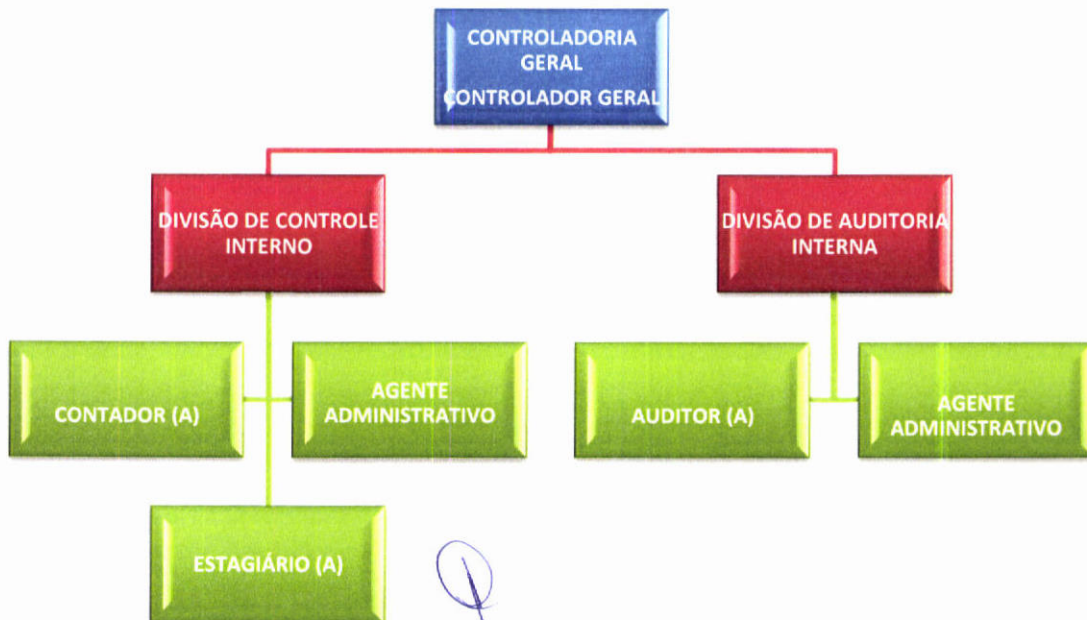 CONTROLADORIA
GERAL
CONTROLADOR GERAL
DIVISÃO DE CONTROLE
INTERNO
DIVISÃO DE AUDITORIA
INTERNA
CONTADOR (A)
AGENTE
ADMINISTRATIVO
AUDITOR (A)
AGENTE
ADMINISTRATIVO
ESTAGIÁRIO (A)